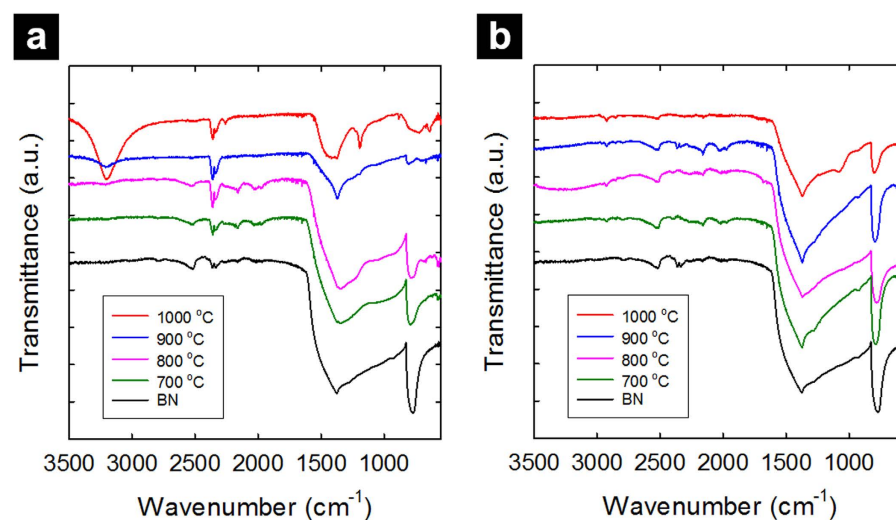 a
b
Transmittance (a.u.)
1000 °C
900 °C
800 °C
700 °C
BN
3500 3000 2500 2000 1500 1000
Wavenumber (cm⁻¹)
Transmittance (a.u.)
1000 °C
900 °C
800 °C
700 °C
BN
3500 3000 2500 2000 1500 1000
Wavenumber (cm⁻¹)